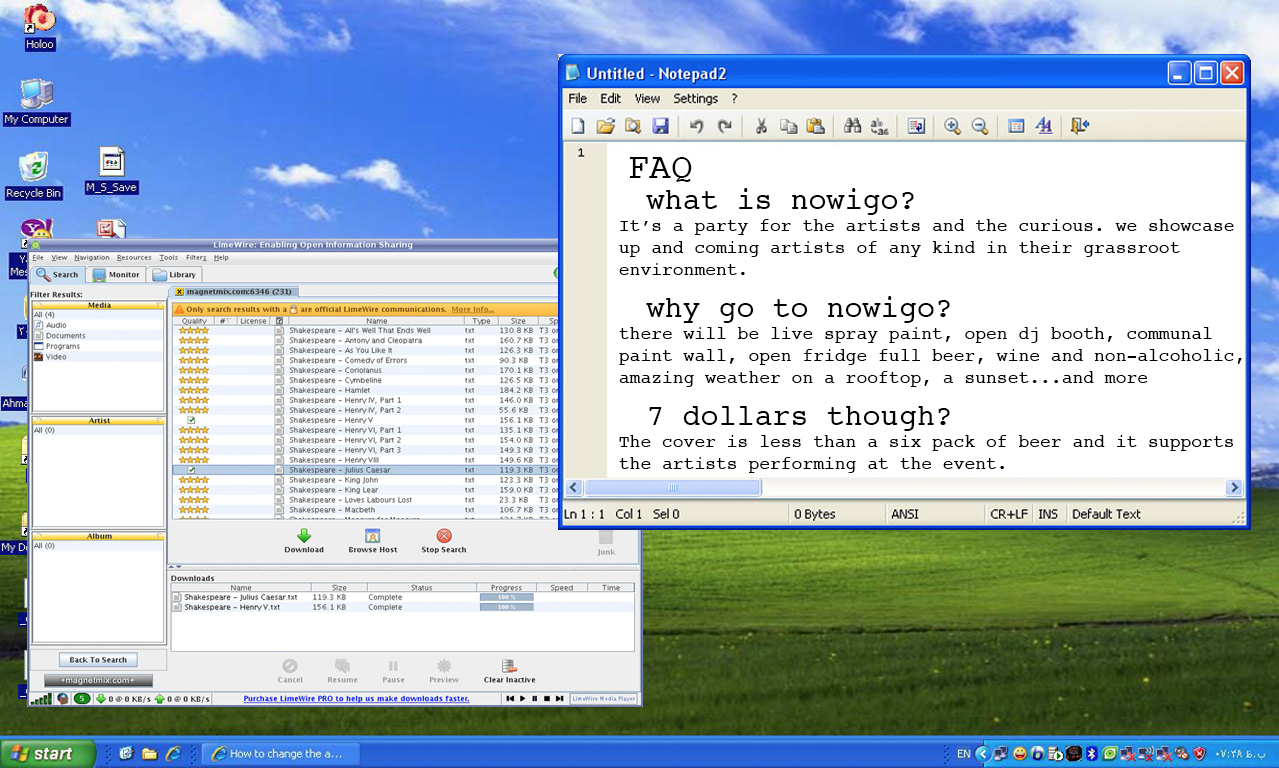 Holoo
My Computer
Recycle Bin
M_S_Save
LimeWire: Enabling Open Information Sharing
File View Navigation Resources Tools Filters Help
Search Monitor Library
Filter Results:
magnetmix.com:6346 (231)
Media
All (4)
Audio
Documents
Programs
Video
Artist
All (0)
Album
All (0)
Back To Search
+magnetmix.com+
Only search results with a are official LimeWire communications. More Info...
Quality # License Name Type Size
Shakespeare - All's Well That Ends Well txt 130.8 KB T3 o
Shakespeare - Antony and Cleopatra txt 160.7 KB T3 o
Shakespeare - As You Like It txt 126.3 KB T3 o
Shakespeare - Comedy of Errors txt 90.3 KB T3 o
Shakespeare - Coriolanus txt 170.1 KB T3 o
Shakespeare - Cymbeline txt 126.5 KB T3 o
Shakespeare - Hamlet txt 184.2 KB T3 o
Shakespeare - Henry IV, Part 1 txt 146.0 KB T3 o
Shakespeare - Henry IV, Part 2 txt 55.6 KB T3 o
Shakespeare - Henry V txt 156.1 KB T3 o
Shakespeare - Henry VI, Part 1 txt 135.1 KB T3 o
Shakespeare - Henry VI, Part 2 txt 154.0 KB T3 o
Shakespeare - Henry VI, Part 3 txt 149.3 KB T3 o
Shakespeare - Henry VIII txt 149.6 KB T3 o
Shakespeare - Julius Caesar txt 119.3 KB T3 o
Shakespeare - King John txt 123.3 KB T3 o
Shakespeare - King Lear txt 159.0 KB T3 o
Shakespeare - Loves Labours Lost txt 23.3 KB T3 o
Shakespeare - Macbeth txt 106.7 KB T3 o
Download Browse Host Stop Search Junk
Downloads
Name Size Status Progress Speed Time
Shakespeare - Julius Caesar.txt 119.3 KB Complete 100 %
Shakespeare - Henry V.txt 156.1 KB Complete 100 %
Cancel Resume Pause Preview Clear Inactive
5 0 @ 0 KB/s 0 @ 0 KB/s Purchase LimeWire PRO to help us make downloads faster. LimeWire Media Player
Untitled - Notepad2
File Edit View Settings ?
1
FAQ
what is nowigo?
It’s a party for the artists and the curious. we showcase
up and coming artists of any kind in their grassroot
environment.
why go to nowigo?
there will be live spray paint, open dj booth, communal
paint wall, open fridge full beer, wine and non-alcoholic,
amazing weather on a rooftop, a sunset...and more
7 dollars though?
The cover is less than a six pack of beer and it supports
the artists performing at the event.
Ln 1 : 1 Col 1 Sel 0 0 Bytes ANSI CR+LF INS Default Text
start How to change the a... EN ۰۷:۲۸ ب.ظ